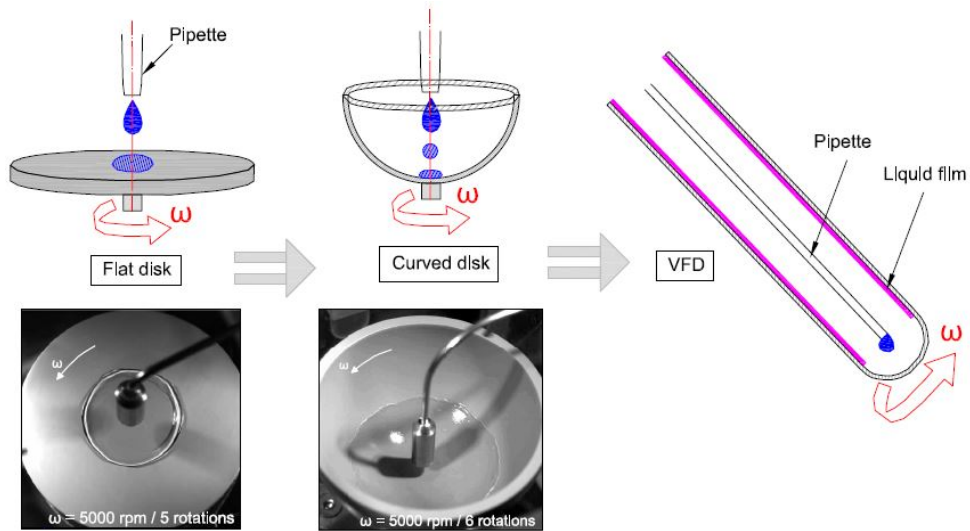 Pipette
ω
Flat disk
ω
Curved disk
Pipette
Liquid film
VFD
ω
ω
ω = 5000 rpm / 5 rotations
ω
ω = 5000 rpm / 6 rotations